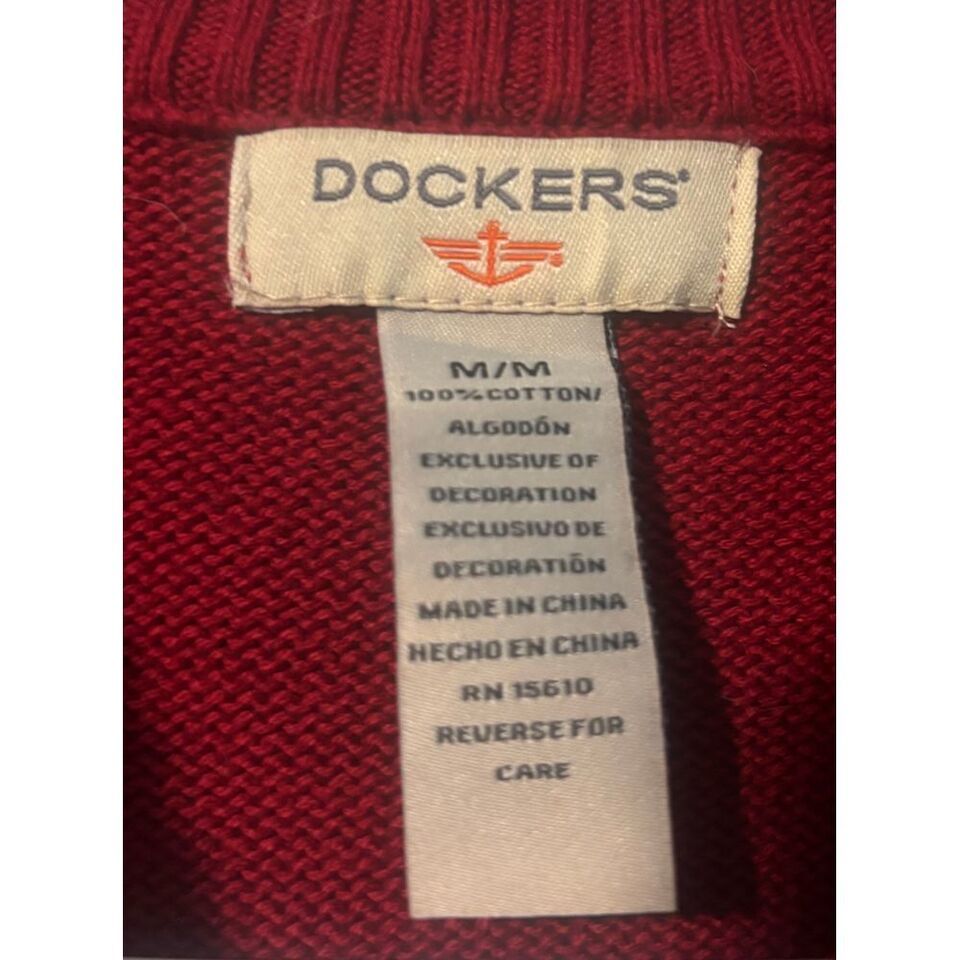 DOCKERS®
M/M
100% COTTON/
ALGODÓN
EXCLUSIVE OF
DECORATION
EXCLUSIVO DE
DECORATIÓN
MADE IN CHINA
HECHO EN CHINA
RN 15610
REVERSE FOR
CARE